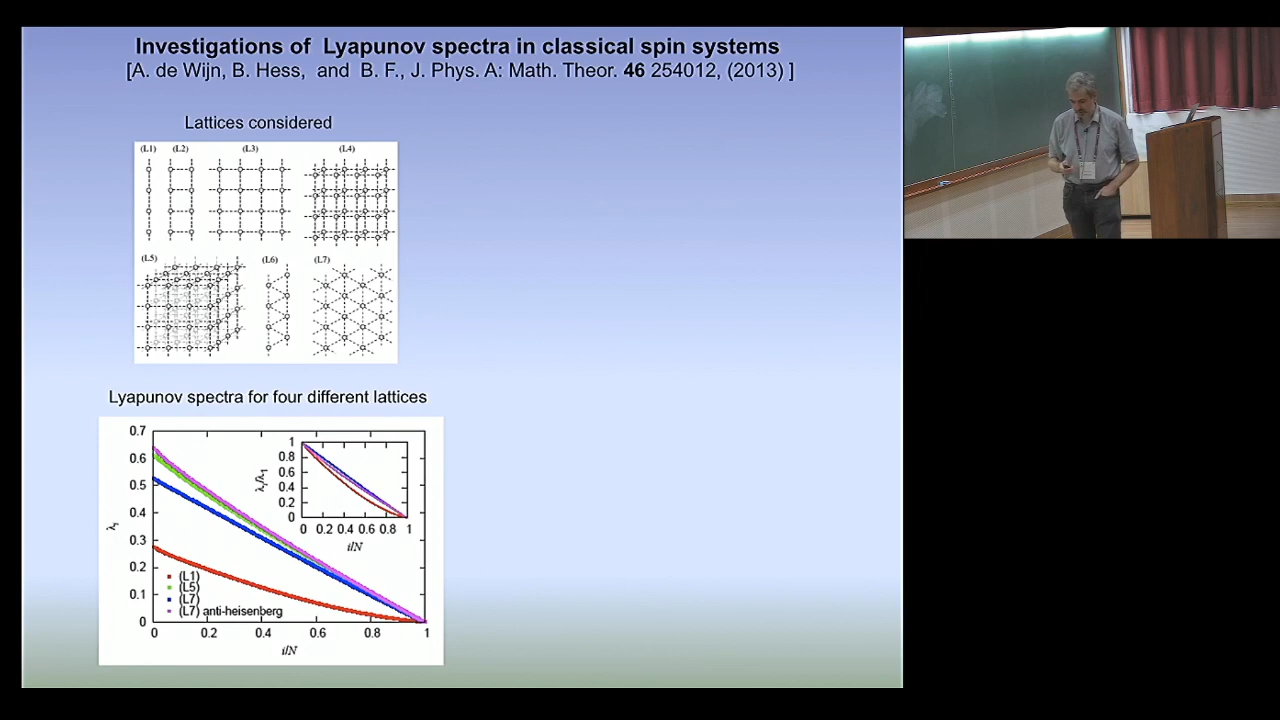 Investigations of Lyapunov spectra in classical spin systems
[A. de Wijn, B. Hess, and B. F., J. Phys. A: Math. Theor. 46 254012, (2013) ]
Lattices considered
(L1) (L2) (L3) (L4)
(L5) (L6) (L7)
Lyapunov spectra for four different lattices
0.7
0.6
0.5
0.4
0.3
0.2
0.1
0
λi
0 0.2 0.4 0.6 0.8 1
i/N
(L1)
(L5)
(L7)
(L7) anti-heisenberg
1
0.8
0.6
0.4
0.2
0
λi/λ1
0 0.2 0.4 0.6 0.8 1
i/N